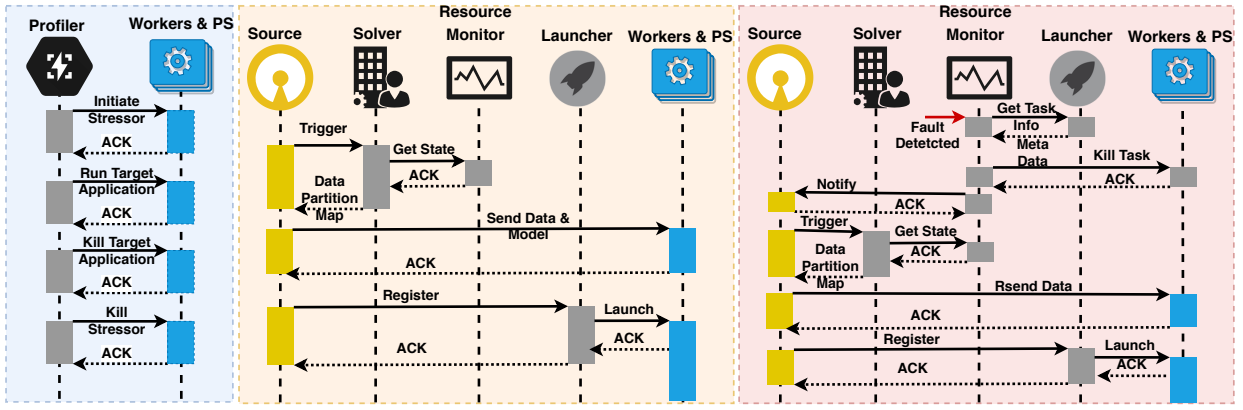 Profiler
Workers & PS
Initiate
Stressor
ACK
Run Target
Application
ACK
Kill Target
Application
ACK
Kill
Stressor
ACK
Source
Solver
Resource
Monitor
Launcher
Workers & PS
Trigger
Get State
ACK
Data
Partition
Map
Send Data &
Model
ACK
Register
Launch
ACK
ACK
Source
Solver
Resource
Monitor
Launcher
Workers & PS
Fault
Detetcted
Get Task
Info
Meta
Data
Kill Task
ACK
Notify
ACK
Trigger
Get State
ACK
Data
Partition
Map
Rsend Data
ACK
Register
Launch
ACK
ACK